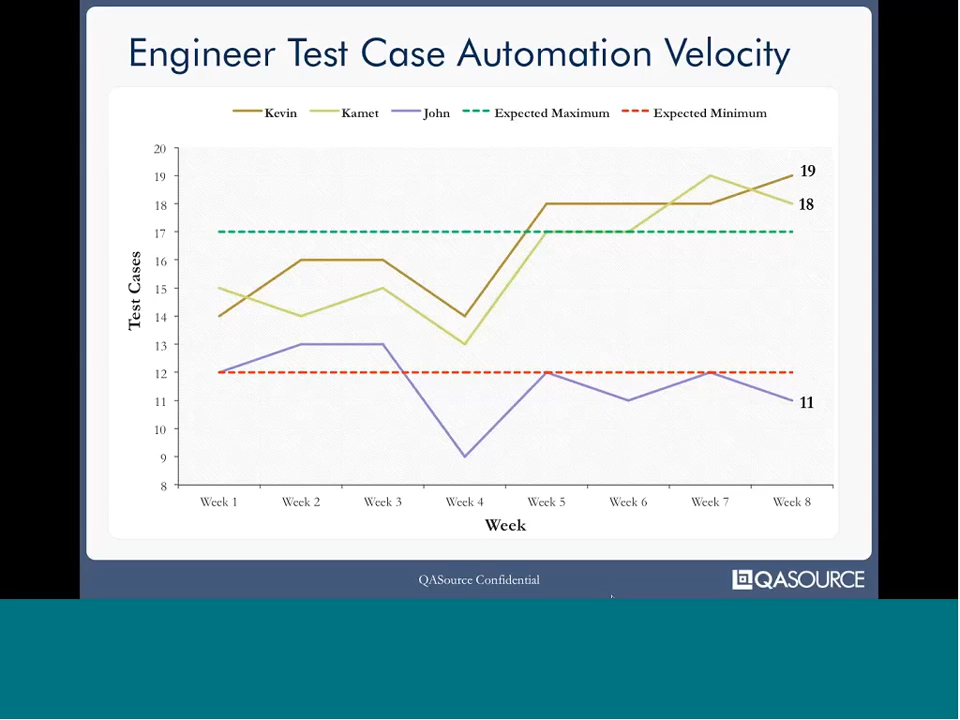 Engineer Test Case Automation Velocity
Kevin Kamet John Expected Maximum Expected Minimum
20
19
18
17
16
15
14
13
12
11
10
9
8
Test Cases
19
18
11
Week 1 Week 2 Week 3 Week 4 Week 5 Week 6 Week 7 Week 8
Week
QASource Confidential
QASOURCE